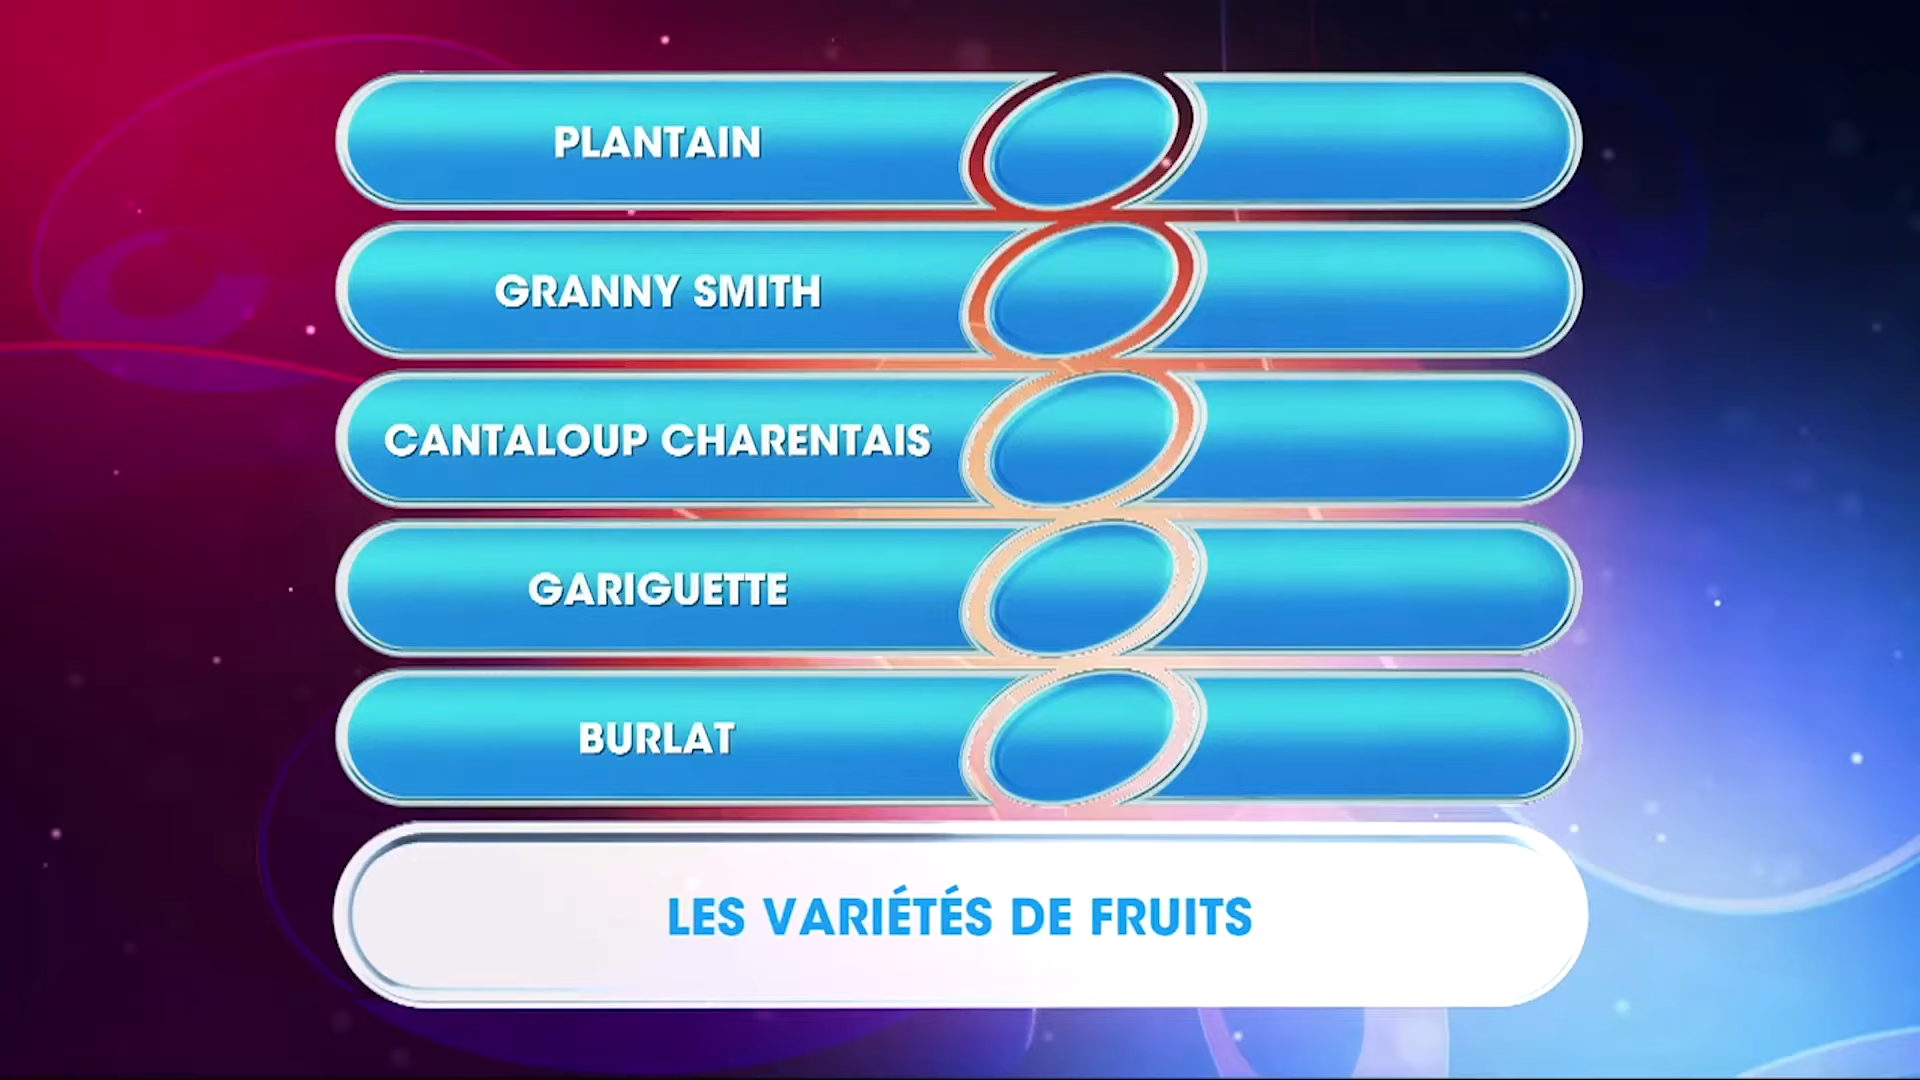 PLANTAIN
GRANNY SMITH
CANTALOUP CHARENTAIS
GARIGUETTE
BURLAT
LES VARIÉTÉS DE FRUITS